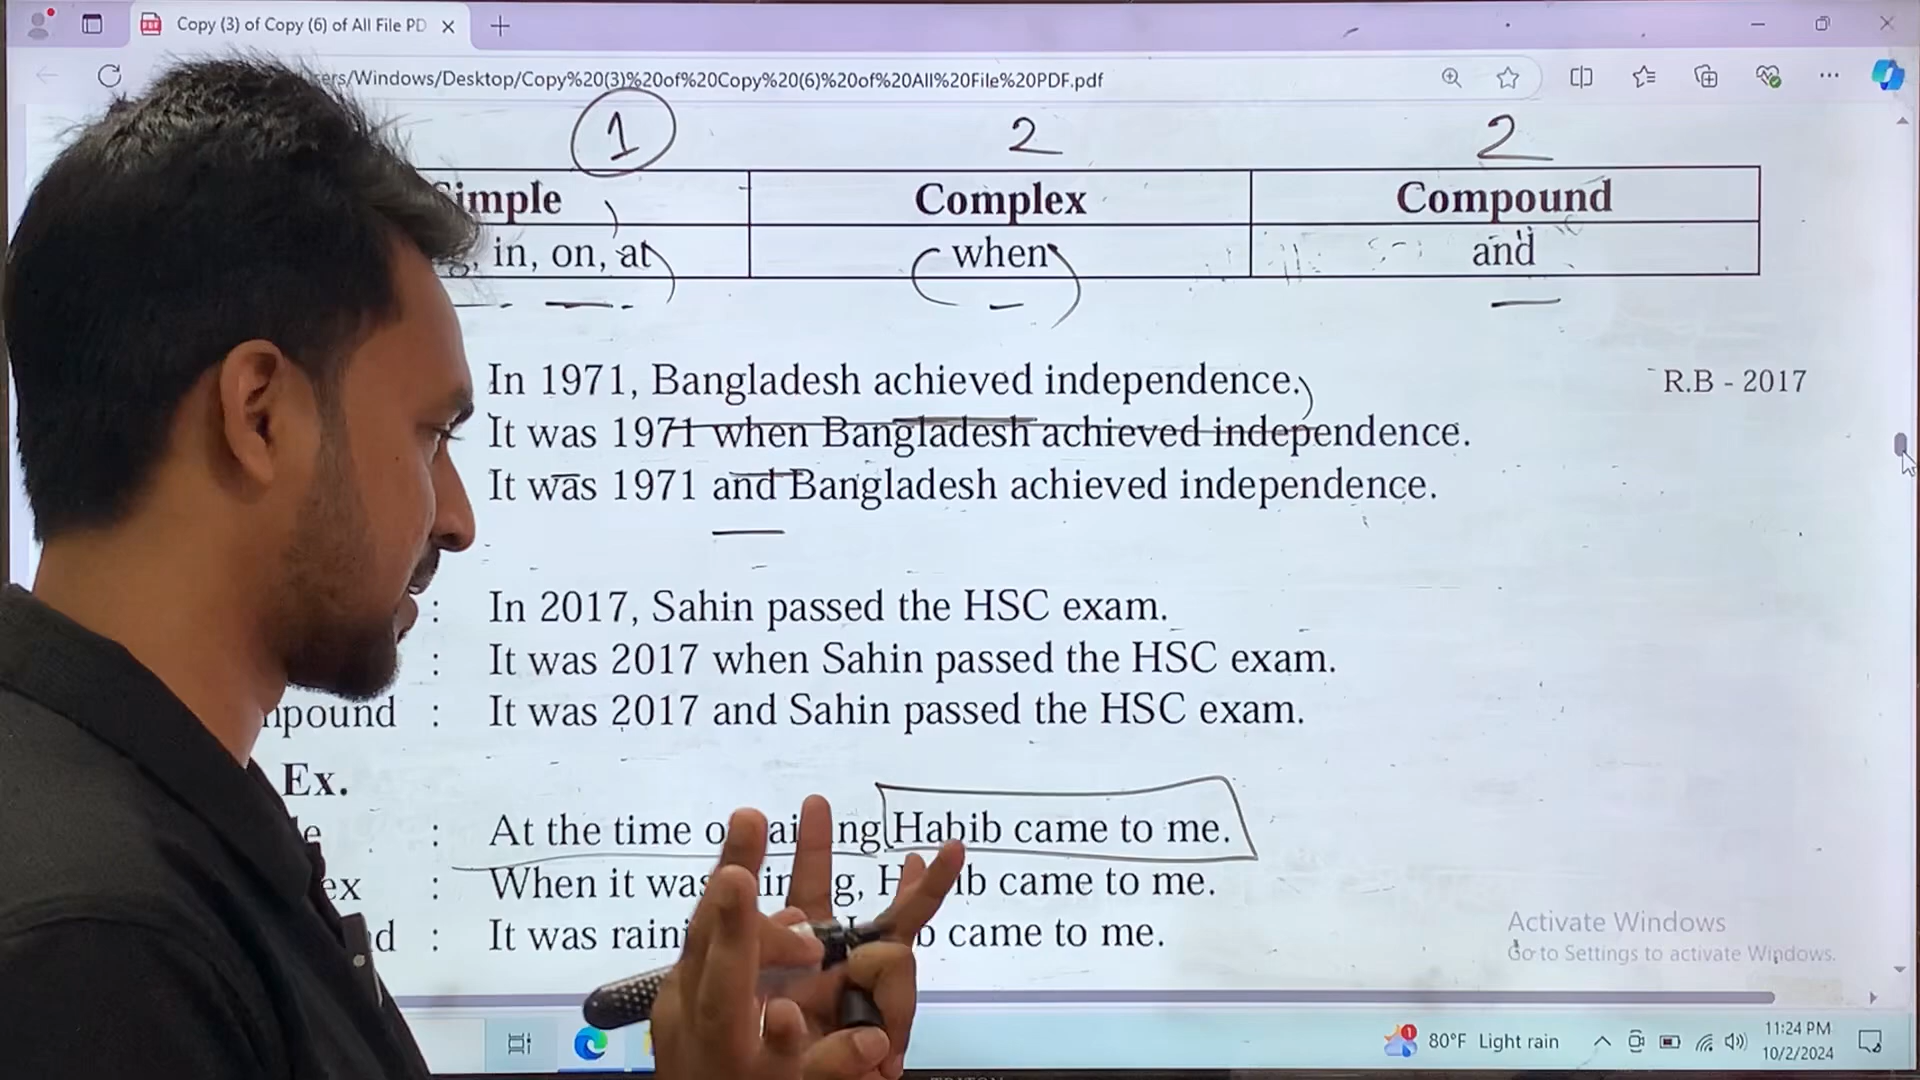 Copy (3) of Copy (6) of All File PD
ers/Windows/Desktop/Copy%20(3)%20of%20Copy%20(6)%20of%20All%20File%20PDF.pdf
1 2 2
imple Complex Compound
, in, on, at when and
In 1971, Bangladesh achieved independence. R.B - 2017
It was 1971 when Bangladesh achieved independence.
It was 1971 and Bangladesh achieved independence.
: In 2017, Sahin passed the HSC exam.
: It was 2017 when Sahin passed the HSC exam.
pound : It was 2017 and Sahin passed the HSC exam.
Ex.
e : At the time ng Habib came to me.
ex : When it was g, H ib came to me.
d : It was raini b came to me.
Activate Windows
Go to Settings to activate Windows.
80°F Light rain
11:24 PM
10/2/2024